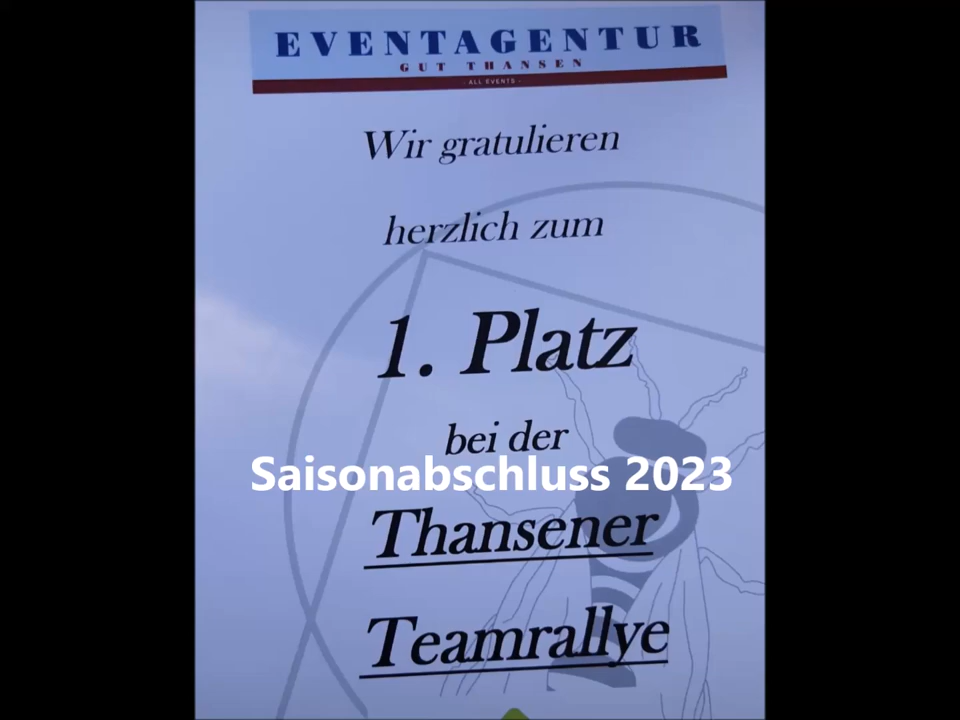 EVENTAGENTUR
GUT THANSEN
- ALL EVENTS -
Wir gratulieren
herzlich zum
1. Platz
bei der
Saisonabschluss 2023
Thansener
Teamrallye